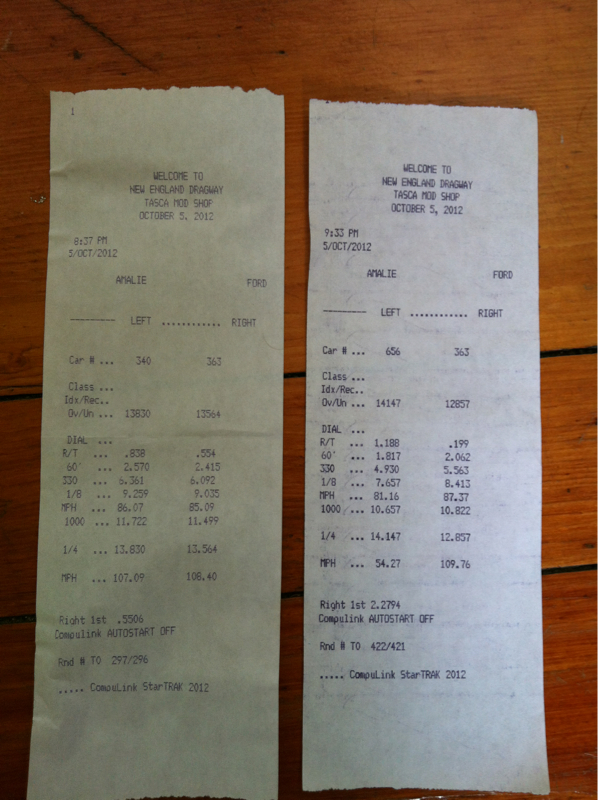 1
WELCOME TO
NEW ENGLAND DRAGWAY
TASCA MOD SHOP
OCTOBER 5, 2012
8:37 PM
5/OCT/2012
AMALIE FORD
--------- LEFT ............ RIGHT
Car # ... 340 363
Class ...
Idx/Rec..
Ov/Un ... 13830 13564
DIAL ...
R/T ... .838 .554
60' ... 2.570 2.415
330 ... 6.361 6.092
1/8 ... 9.259 9.035
MPH ... 86.07 85.09
1000 ... 11.722 11.499
1/4 ... 13.830 13.564
MPH ... 107.09 108.40
Right 1st .5506
Compulink AUTOSTART OFF
Rnd # TO 297/296
..... CompuLink StarTRAK 2012
WELCOME TO
NEW ENGLAND DRAGWAY
TASCA MOD SHOP
OCTOBER 5, 2012
9:33 PM
5/OCT/2012
AMALIE FORD
--------- LEFT ............ RIGHT
Car # ... 656 363
Class ...
Idx/Rec..
Ov/Un ... 14147 12857
DIAL ...
R/T ... 1.188 .199
60' ... 1.817 2.062
330 ... 4.930 5.563
1/8 ... 7.657 8.413
MPH ... 81.16 87.37
1000 ... 10.657 10.822
1/4 ... 14.147 12.857
MPH ... 54.27 109.76
Right 1st 2.2794
Compulink AUTOSTART OFF
Rnd # TO 422/421
..... CompuLink StarTRAK 2012